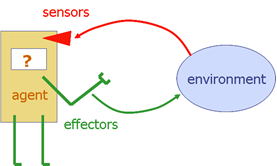 sensors
?
agent
environment
effectors